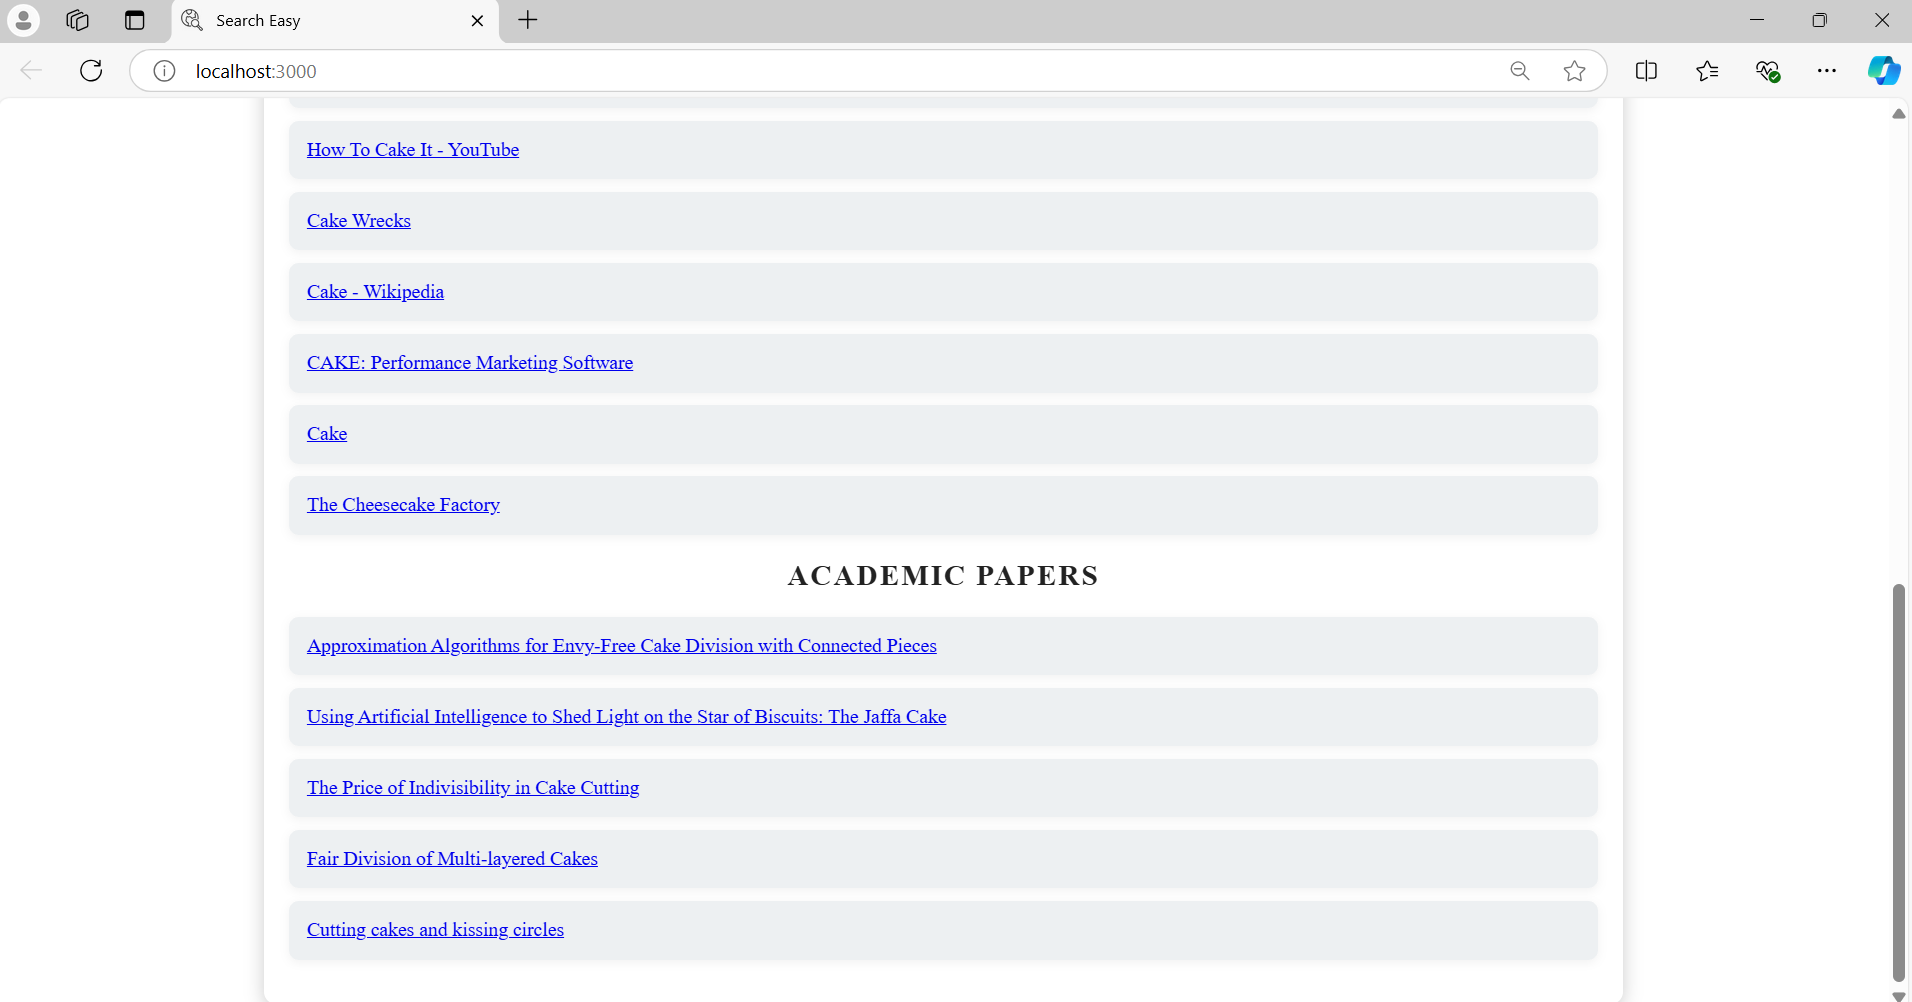 Search Easy
localhost:3000
How To Cake It - YouTube
Cake Wrecks
Cake - Wikipedia
CAKE: Performance Marketing Software
Cake
The Cheesecake Factory
ACADEMIC PAPERS
Approximation Algorithms for Envy-Free Cake Division with Connected Pieces
Using Artificial Intelligence to Shed Light on the Star of Biscuits: The Jaffa Cake
The Price of Indivisibility in Cake Cutting
Fair Division of Multi-layered Cakes
Cutting cakes and kissing circles